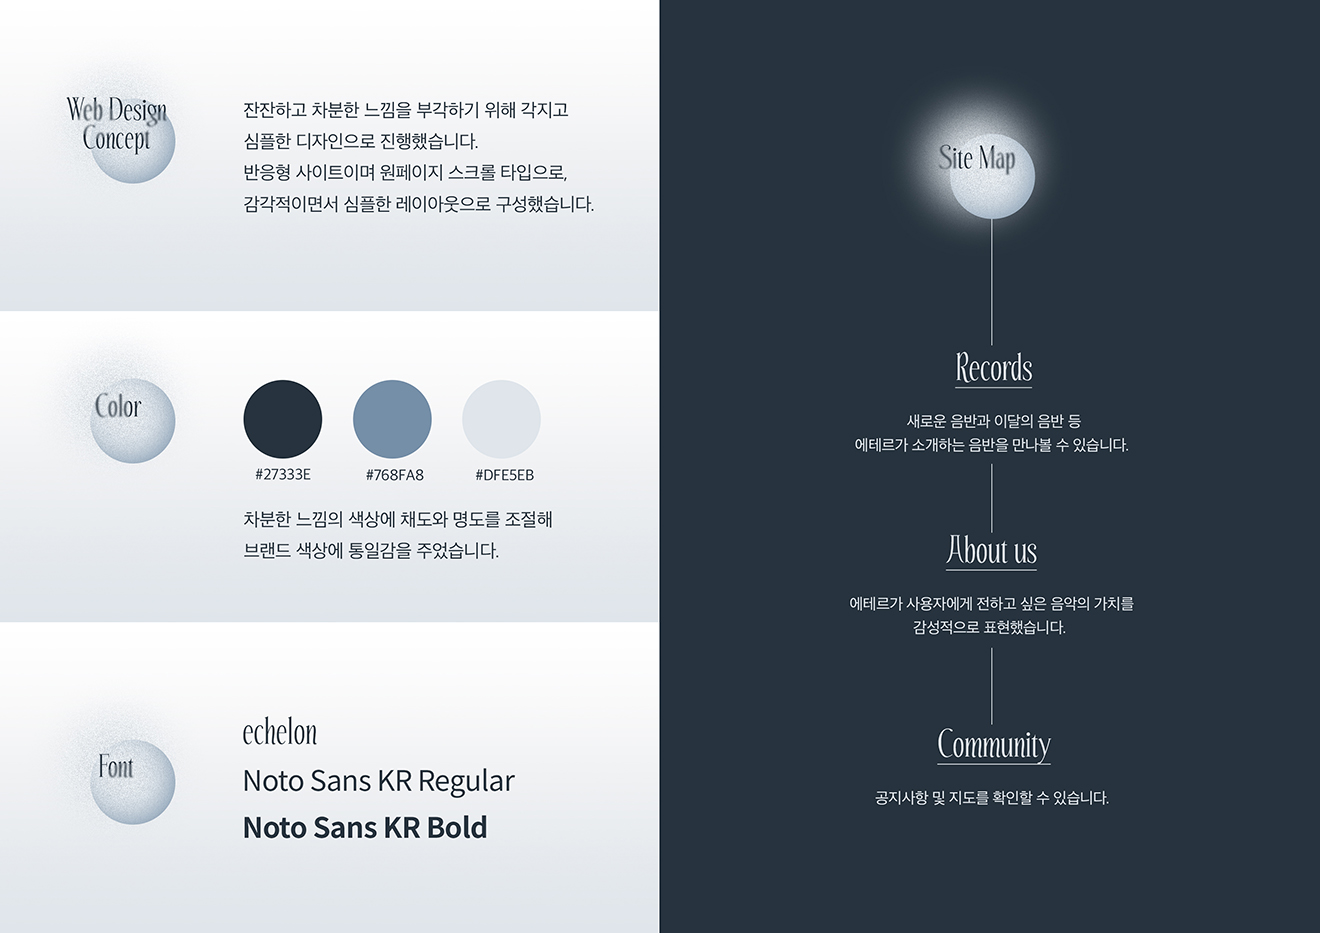 Web Design
Concept
잔잔하고 차분한 느낌을 부각하기 위해 각지고
심플한 디자인으로 진행했습니다.
반응형 사이트이며 원페이지 스크롤 타입으로,
감각적이면서 심플한 레이아웃으로 구성했습니다.
Color
#27333E
#768FA8
#DFE5EB
차분한 느낌의 색상에 채도와 명도를 조절해
브랜드 색상에 통일감을 주었습니다.
Font
echelon
Noto Sans KR Regular
Noto Sans KR Bold
Site Map
Records
새로운 음반과 이달의 음반 등
에테르가 소개하는 음반을 만나볼 수 있습니다.
About us
에테르가 사용자에게 전하고 싶은 음악의 가치를
감성적으로 표현했습니다.
Community
공지사항 및 지도를 확인할 수 있습니다.